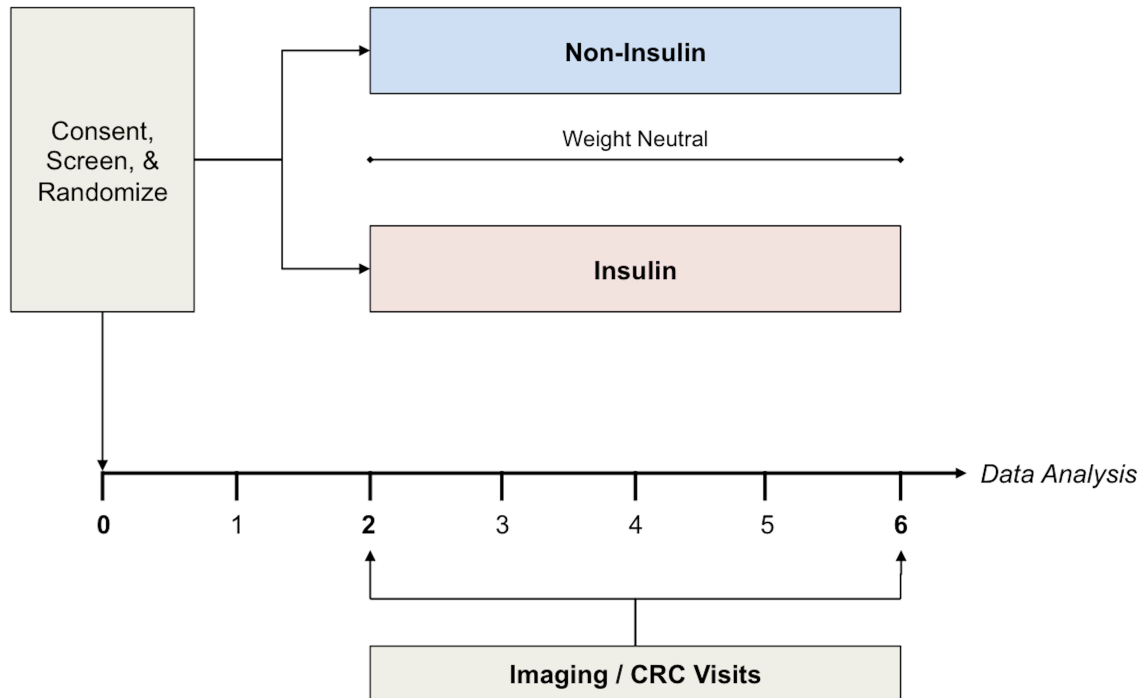 Non-Insulin
Consent,
Screen, &
Randomize
Weight Neutral
Insulin
Data Analysis
0 1 2 3 4 5 6
Imaging / CRC Visits